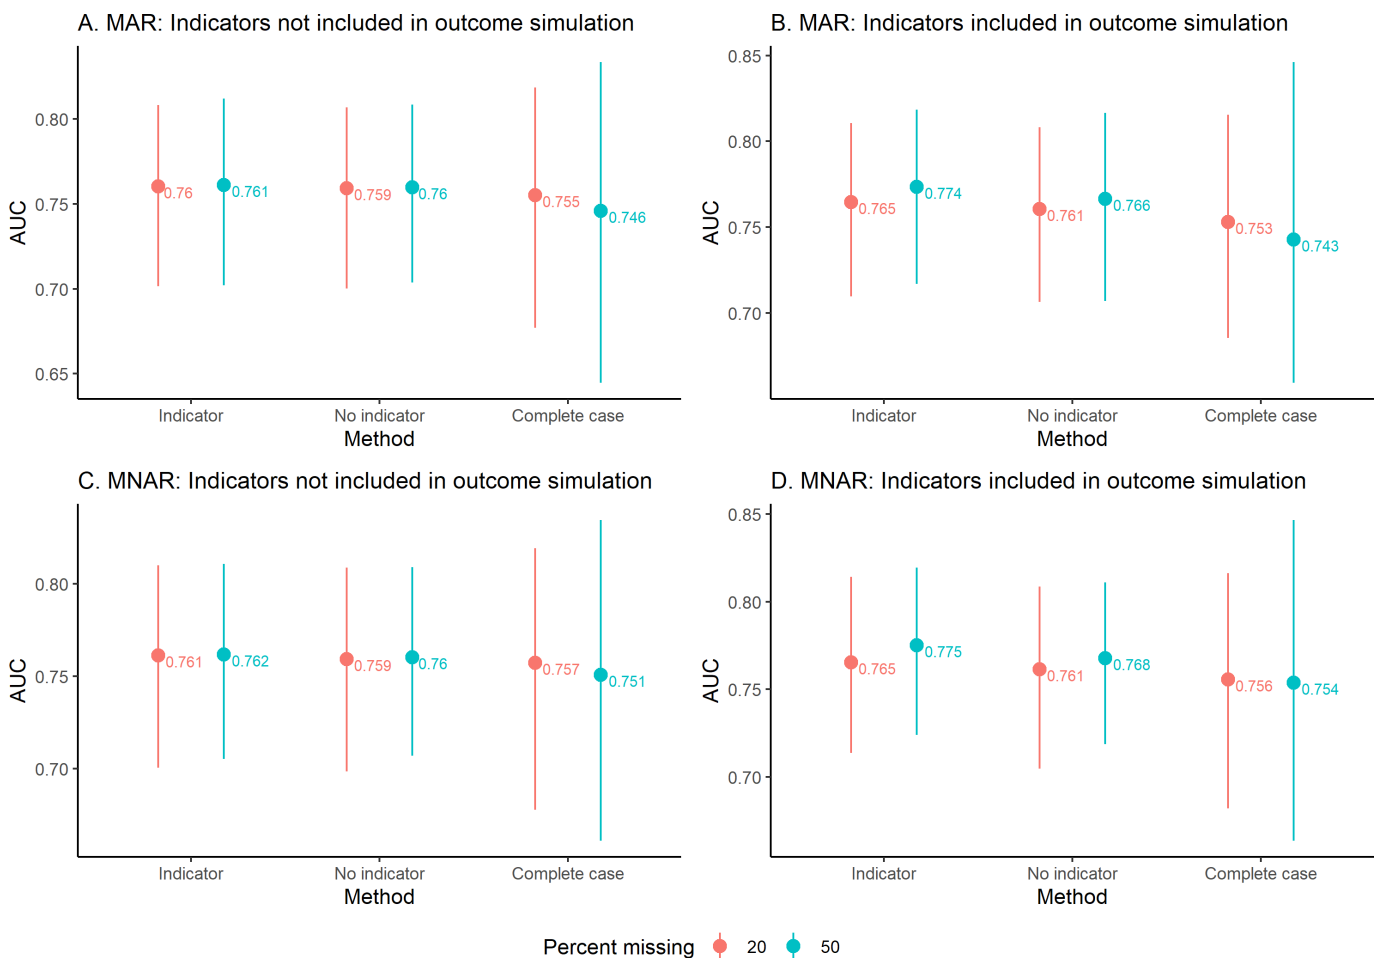 A. MAR: Indicators not included in outcome simulation
0.80
0.75
0.70
0.65
AUC
0.76
0.761
0.759
0.76
0.755
0.746
Indicator
No indicator
Complete case
Method
B. MAR: Indicators included in outcome simulation
0.85
0.80
0.75
0.70
AUC
0.765
0.774
0.761
0.766
0.753
0.743
Indicator
No indicator
Complete case
Method
C. MNAR: Indicators not included in outcome simulation
0.80
0.75
0.70
AUC
0.761
0.762
0.759
0.76
0.757
0.751
Indicator
No indicator
Complete case
Method
D. MNAR: Indicators included in outcome simulation
0.85
0.80
0.75
0.70
AUC
0.765
0.775
0.761
0.768
0.756
0.754
Indicator
No indicator
Complete case
Method
Percent missing 20 50